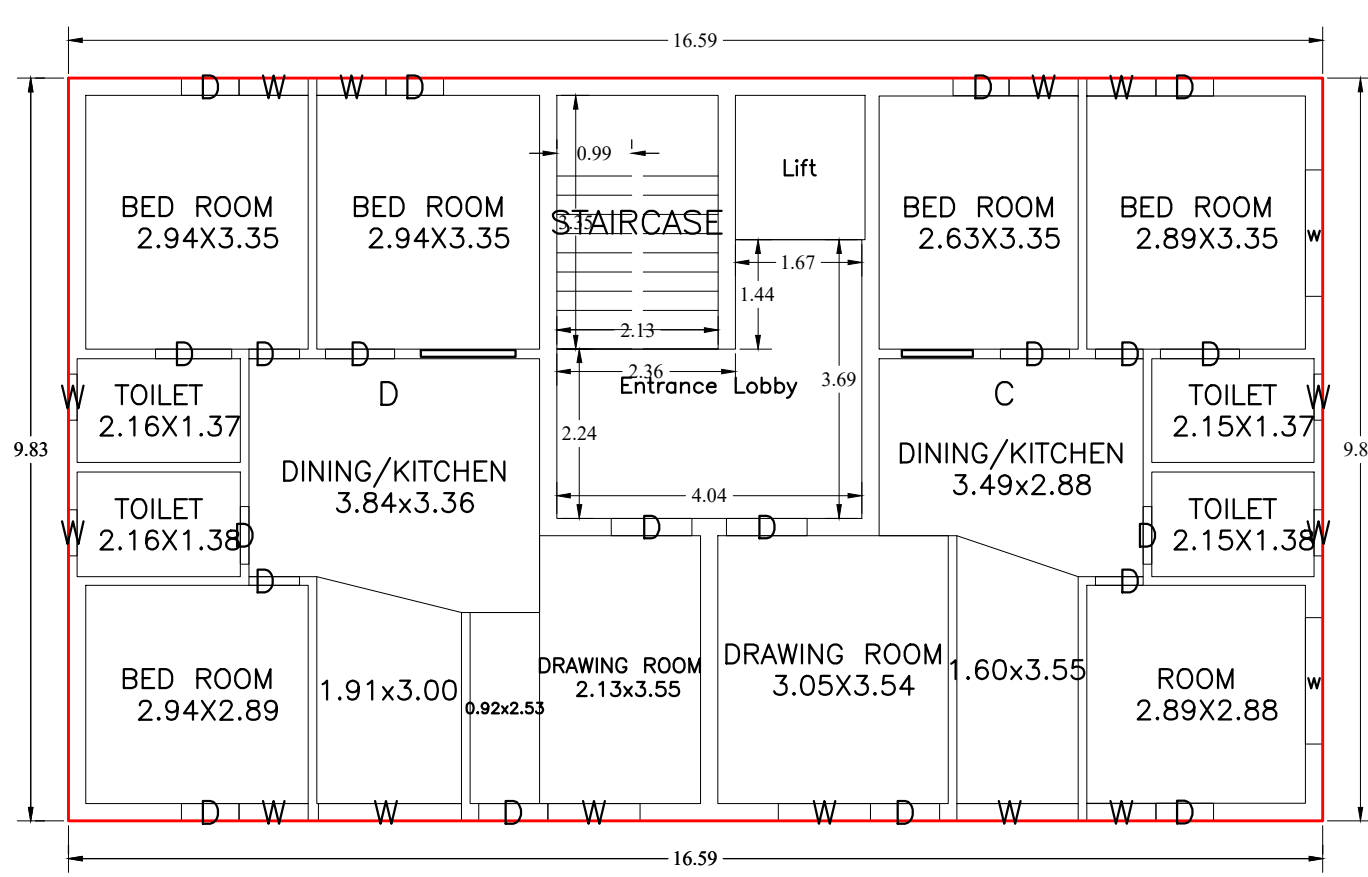 16.59
D W W D D W W D
0.99
Lift
BED ROOM
2.94X3.35
BED ROOM
2.94X3.35
STAIRCASE
3.35
BED ROOM
2.63X3.35
BED ROOM
2.89X3.35
w
1.67
1.44
2.13
D D D D D D
2.36
Entrance Lobby
3.69
W
TOILET
2.16X1.37
D
C
TOILET
2.15X1.37
W
9.83
2.24
9.8
DINING/KITCHEN
3.84x3.36
DINING/KITCHEN
3.49x2.88
4.04
W
TOILET
2.16X1.38
D
D D
D
TOILET
2.15X1.38
W
D
D
BED ROOM
2.94X2.89
1.91x3.00
0.92x2.53
DRAWING ROOM
2.13x3.55
DRAWING ROOM
3.05X3.54
1.60x3.55
ROOM
2.89X2.88
w
D W W D W W D W W D
16.59